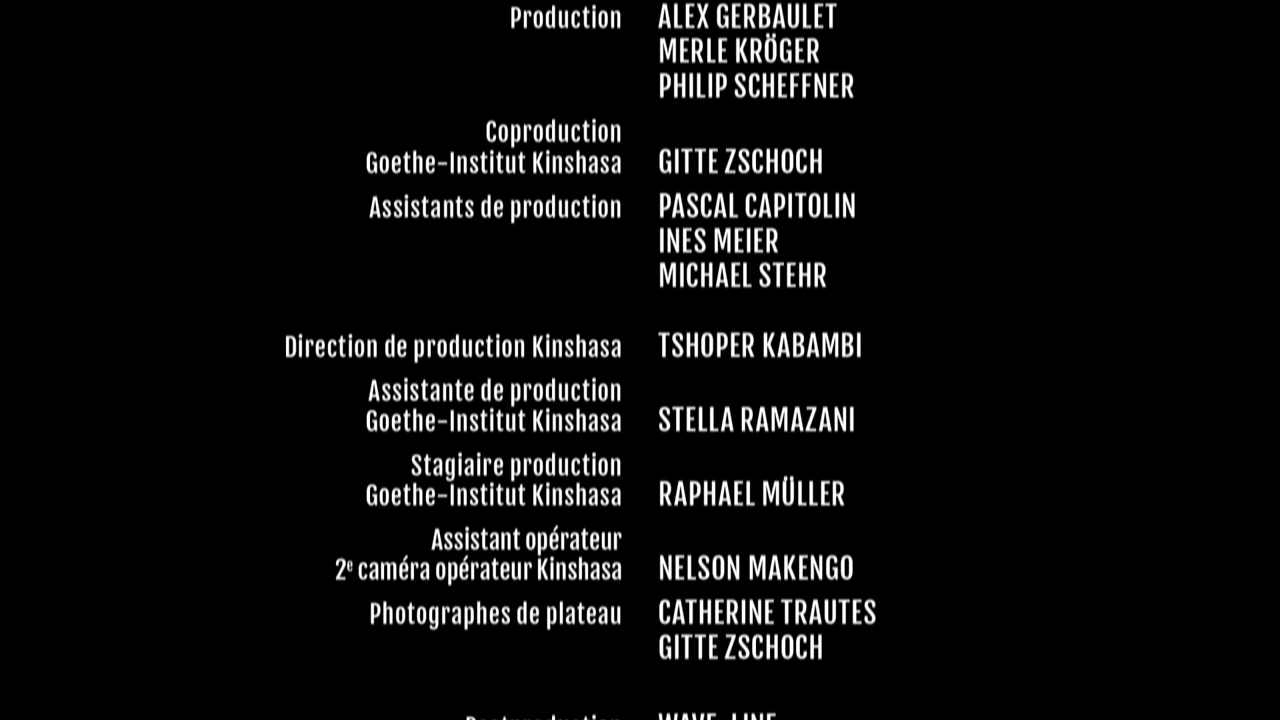 Production ALEX GERBAULET
MERLE KRÖGER
PHILIP SCHEFFNER
Coproduction
Goethe-Institut Kinshasa GITTE ZSCHOCH
Assistants de production PASCAL CAPITOLIN
INES MEIER
MICHAEL STEHR
Direction de production Kinshasa TSHOPER KABAMBI
Assistante de production
Goethe-Institut Kinshasa STELLA RAMAZANI
Stagiaire production
Goethe-Institut Kinshasa RAPHAEL MÜLLER
Assistant opérateur
2ᵉ caméra opérateur Kinshasa NELSON MAKENGO
Photographes de plateau CATHERINE TRAUTES
GITTE ZSCHOCH